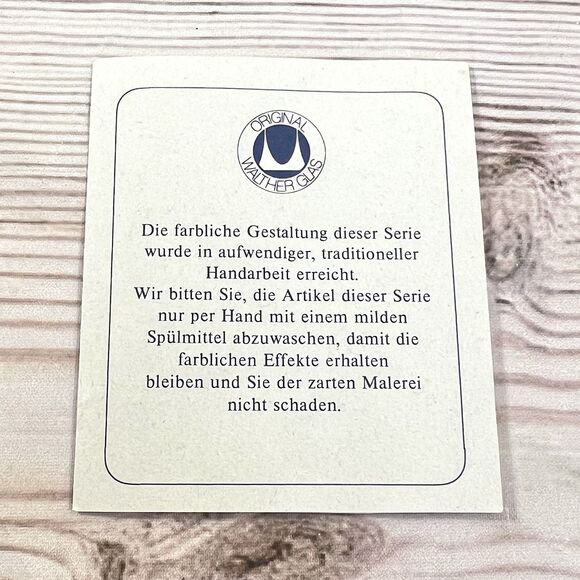 ORIGINAL
WALTHER GLAS
Die farbliche Gestaltung dieser Serie
wurde in aufwendiger, traditioneller
Handarbeit erreicht.
Wir bitten Sie, die Artikel dieser Serie
nur per Hand mit einem milden
Spülmittel abzuwaschen, damit die
farblichen Effekte erhalten
bleiben und Sie der zarten Malerei
nicht schaden.